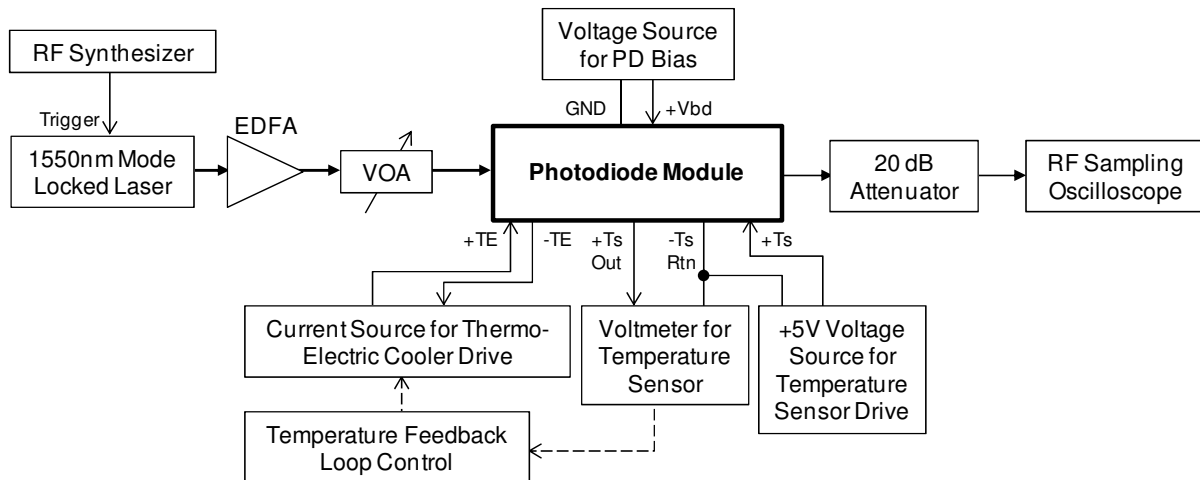 RF Synthesizer
Voltage Source
for PD Bias
Trigger
EDFA
GND
+Vbd
1550nm Mode
Locked Laser
VOA
Photodiode Module
20 dB
Attenuator
RF Sampling
Oscilloscope
+TE
-TE
+Ts
Out
-Ts
Rtn
+Ts
Current Source for Thermo-
Electric Cooler Drive
Voltmeter for
Temperature
Sensor
+5V Voltage
Source for
Temperature
Sensor Drive
Temperature Feedback
Loop Control